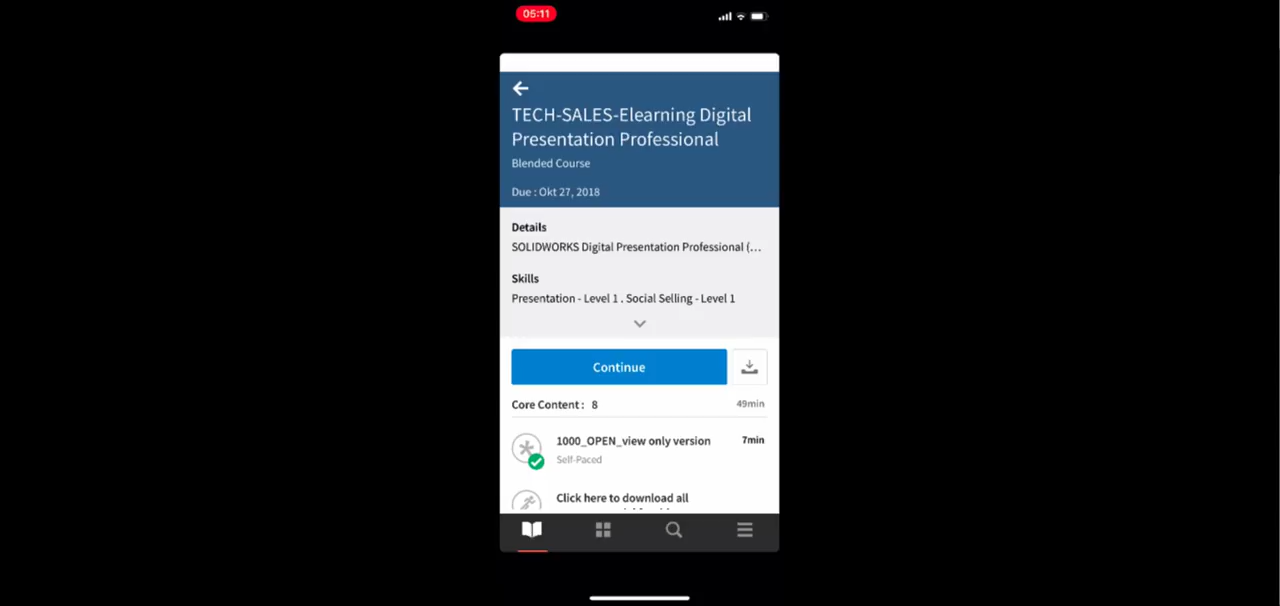 05:11
TECH-SALES-Elearning Digital
Presentation Professional
Blended Course
Due : Okt 27, 2018
Details
SOLIDWORKS Digital Presentation Professional (...
Skills
Presentation - Level 1 . Social Selling - Level 1
Continue
Core Content : 8 49min
1000_OPEN_view only version 7min
Self-Paced
Click here to download all